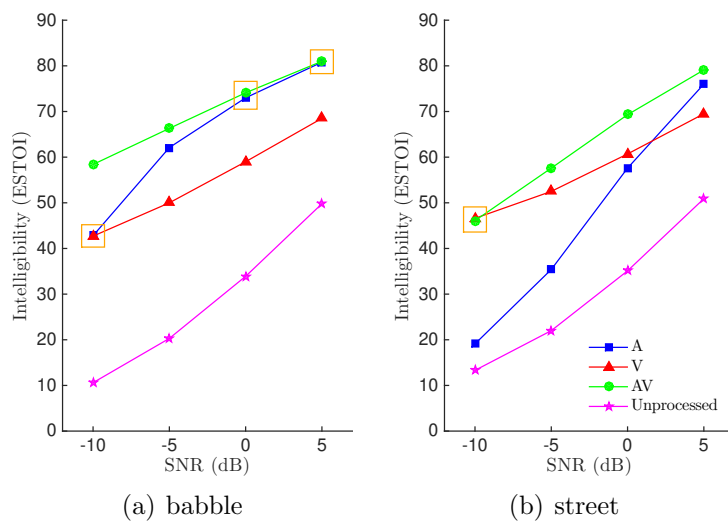 90
80
70
60
50
40
30
20
10
0
Intelligibility (ESTOI)
-10 -5 0 5
SNR (dB)
(a) babble
90
80
70
60
50
40
30
20
10
0
Intelligibility (ESTOI)
A
V
AV
Unprocessed
-10 -5 0 5
SNR (dB)
(b) street